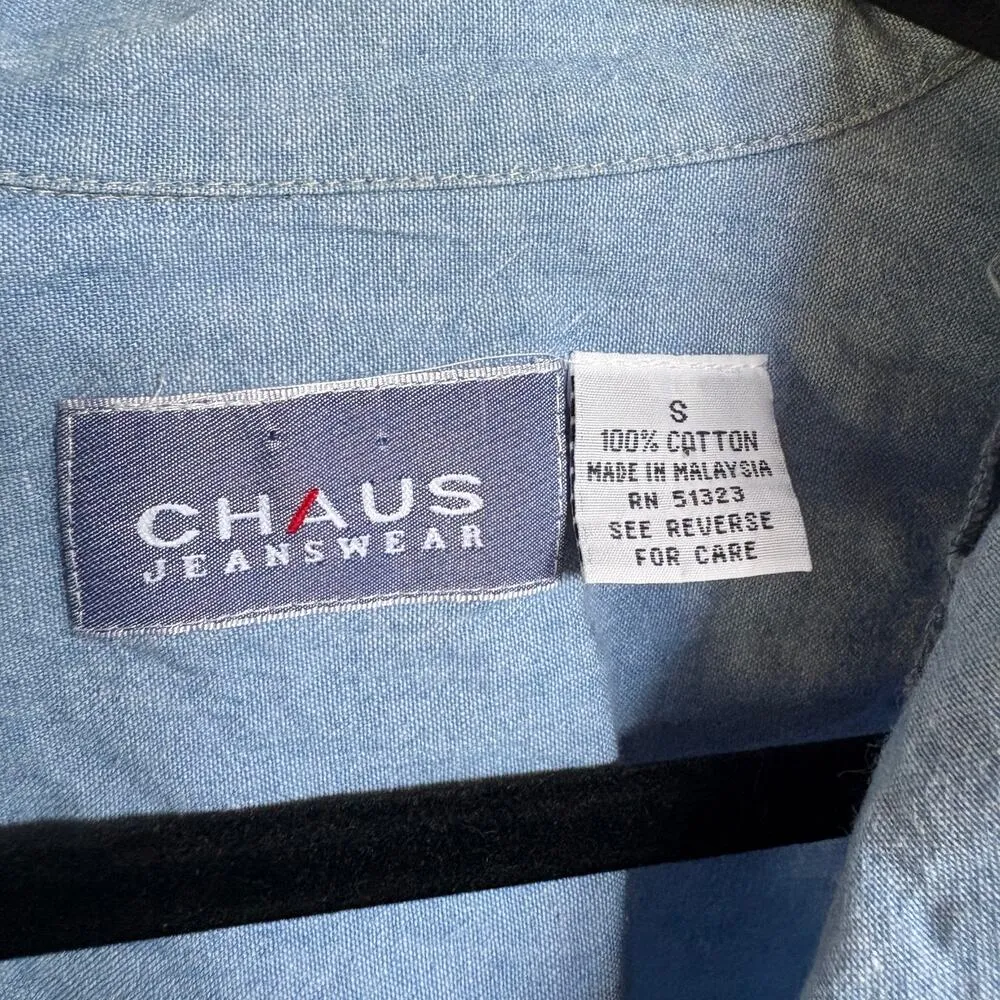 CHAUS
JEANSWEAR
S
100% COTTON
MADE IN MALAYSIA
RN 51323
SEE REVERSE
FOR CARE